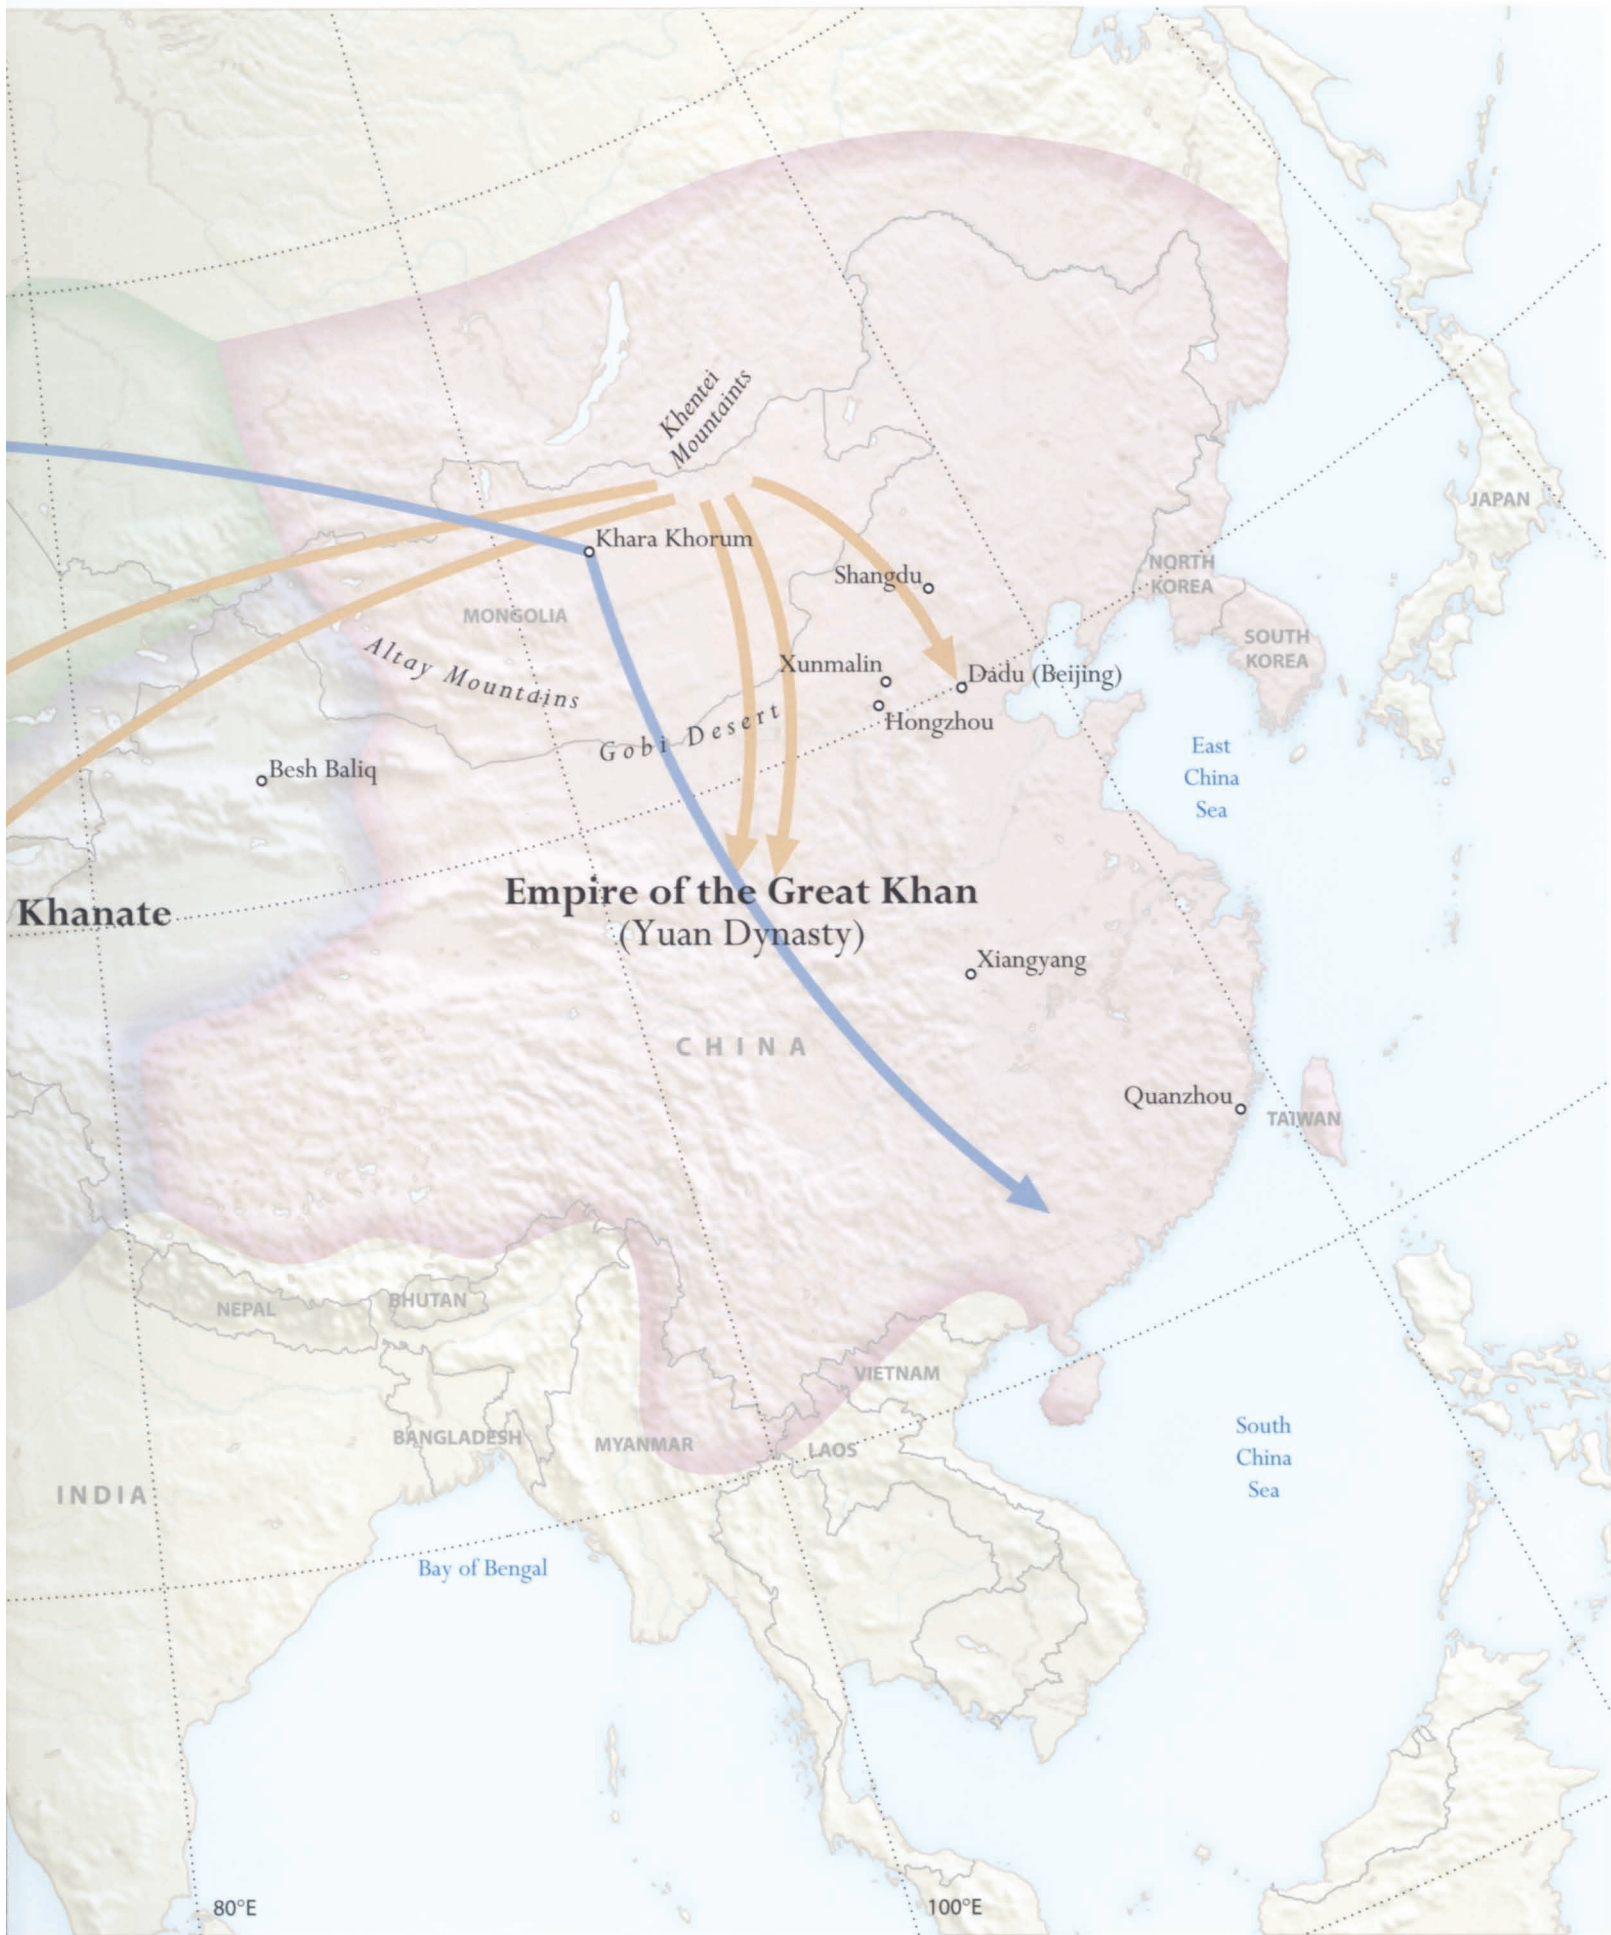 Khentei
Mountaints
JAPAN
Khara Khorum
NORTH
KOREA
Shangdu
MONGOLIA
SOUTH
KOREA
Altay Mountains
Xunmalin
Dadu (Beijing)
Hongzhou
Gobi Desert
East
China
Sea
Besh Baliq
Empire of the Great Khan
(Yuan Dynasty)
Khanate
Xiangyang
CHINA
Quanzhou
TAIWAN
NEPAL
BHUTAN
VIETNAM
BANGLADESH
MYANMAR
LAOS
South
China
Sea
INDIA
Bay of Bengal
80°E
100°E